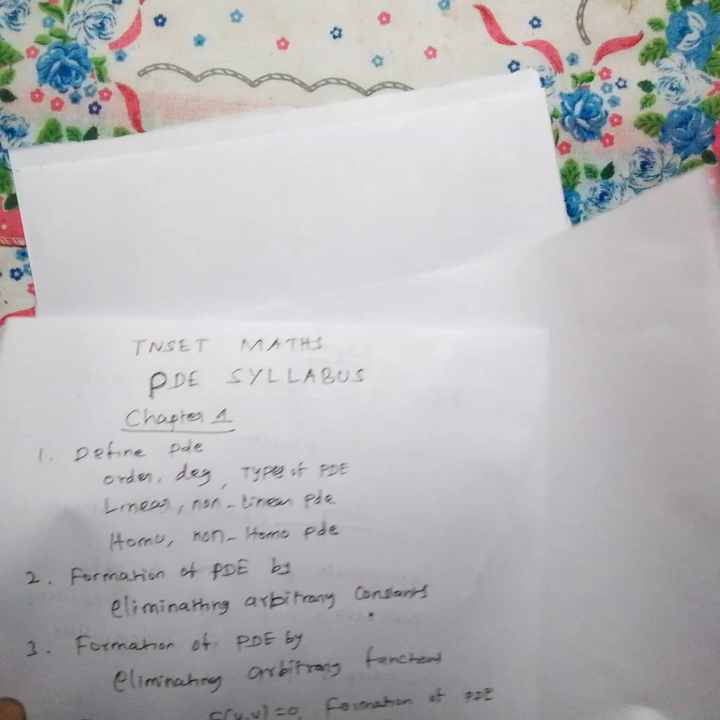 TNSET MATHS
PDE SYLLABUS
Chapter 1
1. Define pde
order, deg, Types of PDE
Linear, non-linear pde
Homo, non-Homo pde
2. Formation of PDE by
eliminating arbitrary constants
3. Formation of PDE by
eliminating arbitrary functions
F(u,v)=0, Formation of PDE